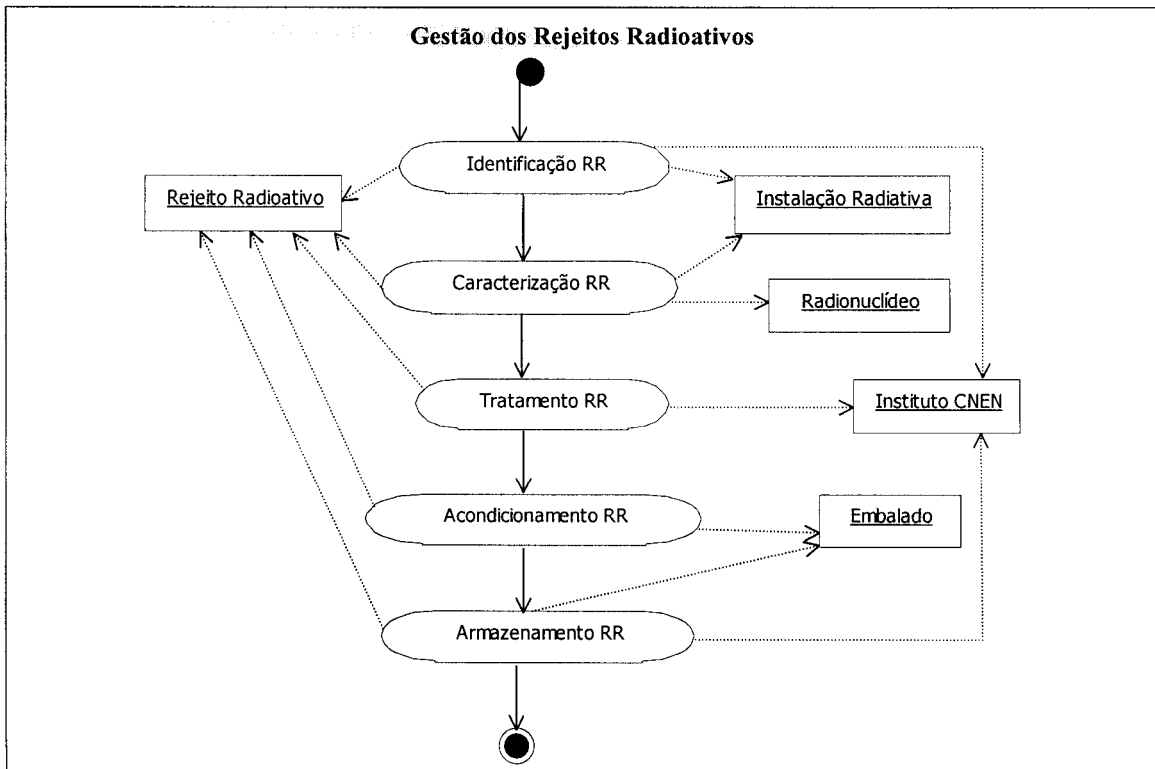 Gestão dos Rejeitos Radioativos
Identificação RR
Rejeito Radioativo
Instalação Radiativa
Caracterização RR
Radionuclídeo
Tratamento RR
Instituto CNEN
Acondicionamento RR
Embalado
Armazenamento RR